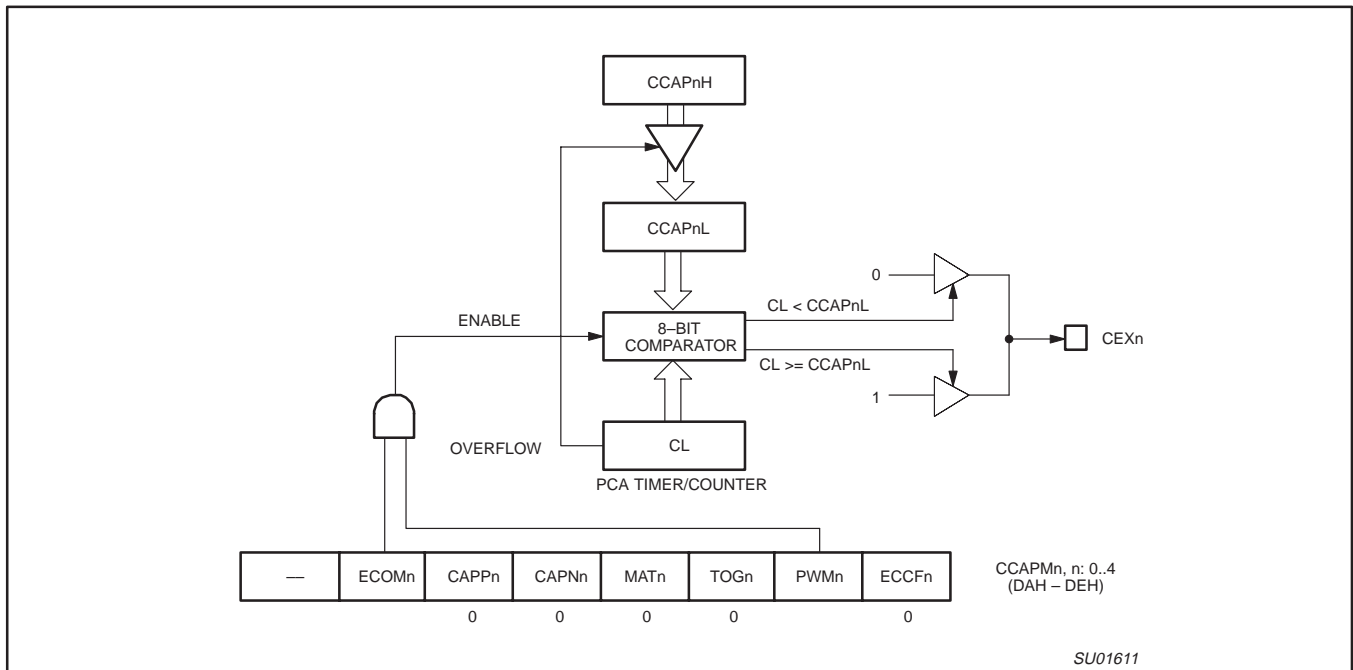 CCAPnH
CCAPnL
0
CL < CCAPnL
ENABLE
8–BIT
COMPARATOR
CEXn
CL >= CCAPnL
1
OVERFLOW
CL
PCA TIMER/COUNTER
— ECOMn CAPPn CAPNn MATn TOGn PWMn ECCFn
CCAPMn, n: 0..4
(DAH – DEH)
0 0 0 0 0
SU01611